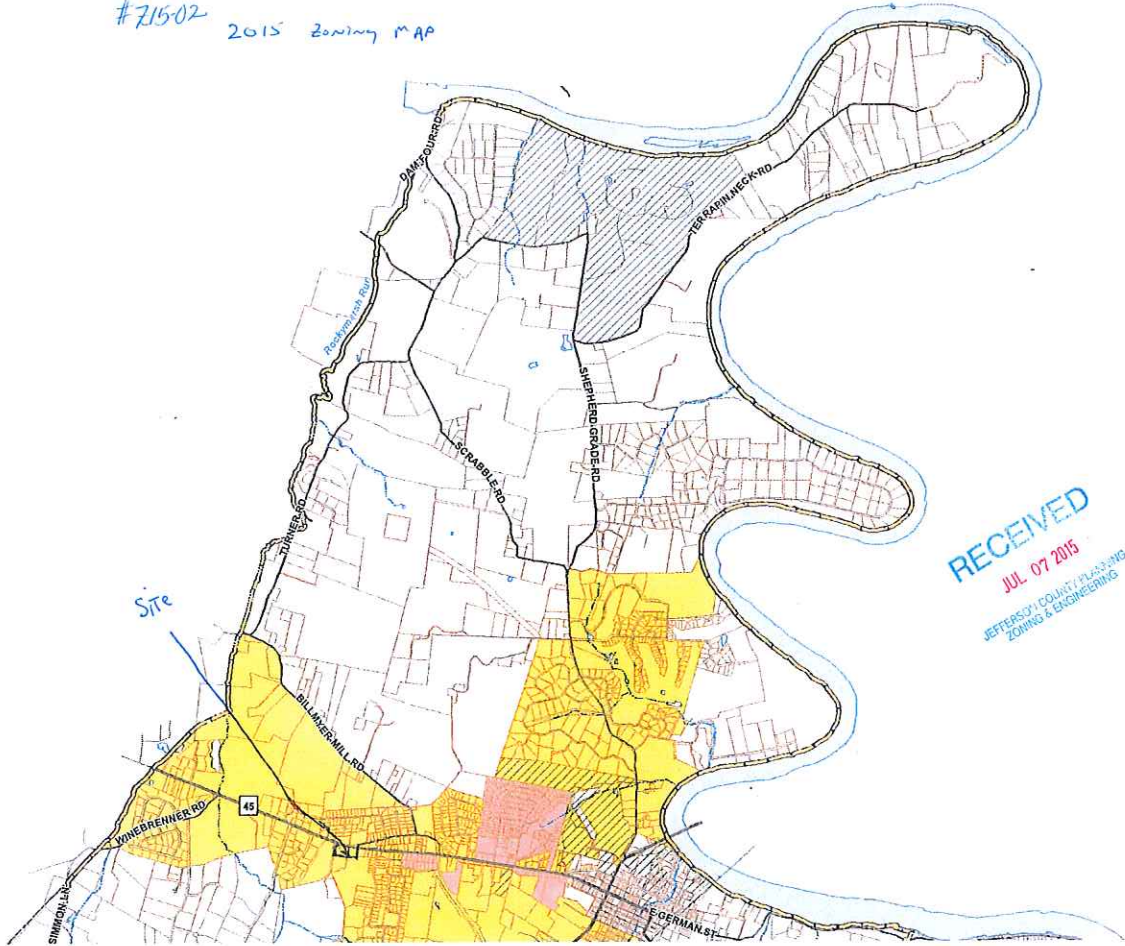 #Z15-02
2015 Zoning MAP
DAM FOUR RD
TERRAPIN NECK RD
Rockymarsh Run
SHEPHERD GRADE RD
SCRABBLE RD
TURNER RD
RECEIVED
JUL 07 2015
JEFFERSON COUNTY PLANNING
ZONING & ENGINEERING
SiTe
BILLMYER MILL RD
45
WINEBRENNER RD
SIMMON LN
E GERMAN ST